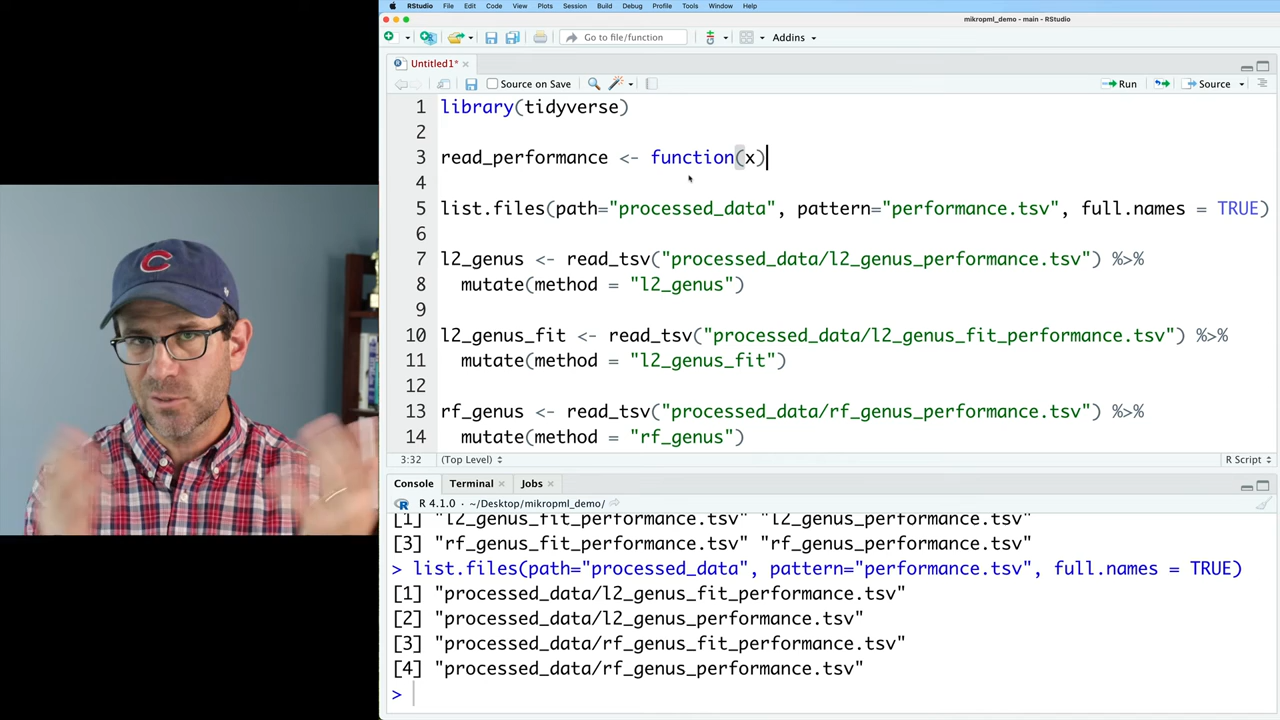 RStudio File Edit Code View Plots Session Build Debug Profile Tools Window Help
mikropml_demo - main - RStudio
Go to file/function Addins
Untitled1*
Source on Save Run Source
1 library(tidyverse)
2
3 read_performance <- function(x)
4
5 list.files(path="processed_data", pattern="performance.tsv", full.names = TRUE)
6
7 l2_genus <- read_tsv("processed_data/l2_genus_performance.tsv") %>%
8 mutate(method = "l2_genus")
9
10 l2_genus_fit <- read_tsv("processed_data/l2_genus_fit_performance.tsv") %>%
11 mutate(method = "l2_genus_fit")
12
13 rf_genus <- read_tsv("processed_data/rf_genus_performance.tsv") %>%
14 mutate(method = "rf_genus")
3:32 (Top Level) R Script
Console Terminal Jobs
R 4.1.0 · ~/Desktop/mikropml_demo/
[1] "l2_genus_fit_performance.tsv" "l2_genus_performance.tsv"
[3] "rf_genus_fit_performance.tsv" "rf_genus_performance.tsv"
> list.files(path="processed_data", pattern="performance.tsv", full.names = TRUE)
[1] "processed_data/l2_genus_fit_performance.tsv"
[2] "processed_data/l2_genus_performance.tsv"
[3] "processed_data/rf_genus_fit_performance.tsv"
[4] "processed_data/rf_genus_performance.tsv"
>
C